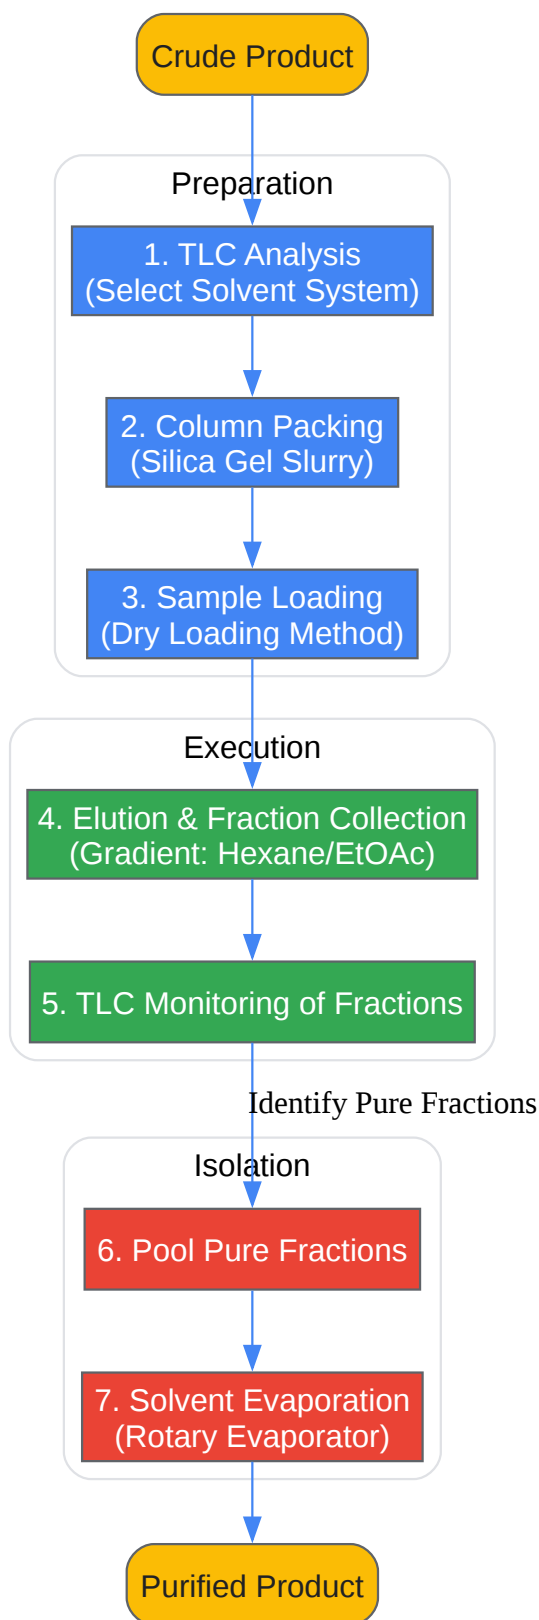 Crude Product
Preparation
1. TLC Analysis
(Select Solvent System)
2. Column Packing
(Silica Gel Slurry)
3. Sample Loading
(Dry Loading Method)
Execution
4. Elution & Fraction Collection
(Gradient: Hexane/EtOAc)
5. TLC Monitoring of Fractions
Identify Pure Fractions
Isolation
6. Pool Pure Fractions
7. Solvent Evaporation
(Rotary Evaporator)
Purified Product